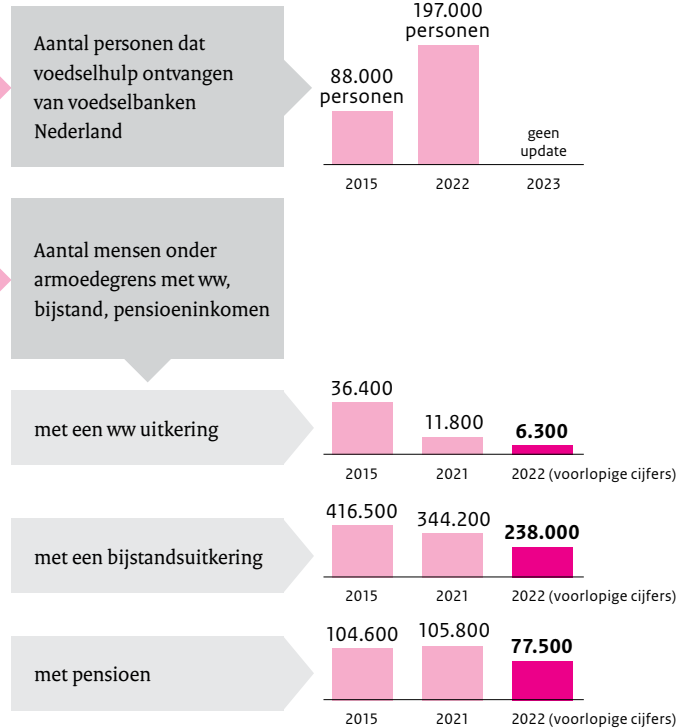 Aantal personen dat
voedselhulp ontvangen
van voedselbanken
Nederland
88.000
personen
197.000
personen
geen
update
2015 2022 2023
Aantal mensen onder
armoedegrens met ww,
bijstand, pensioeninkomen
met een ww uitkering
36.400 11.800 6.300
2015 2021 2022 (voorlopige cijfers)
met een bijstandsuitkering
416.500 344.200 238.000
2015 2021 2022 (voorlopige cijfers)
met pensioen
104.600 105.800 77.500
2015 2021 2022 (voorlopige cijfers)